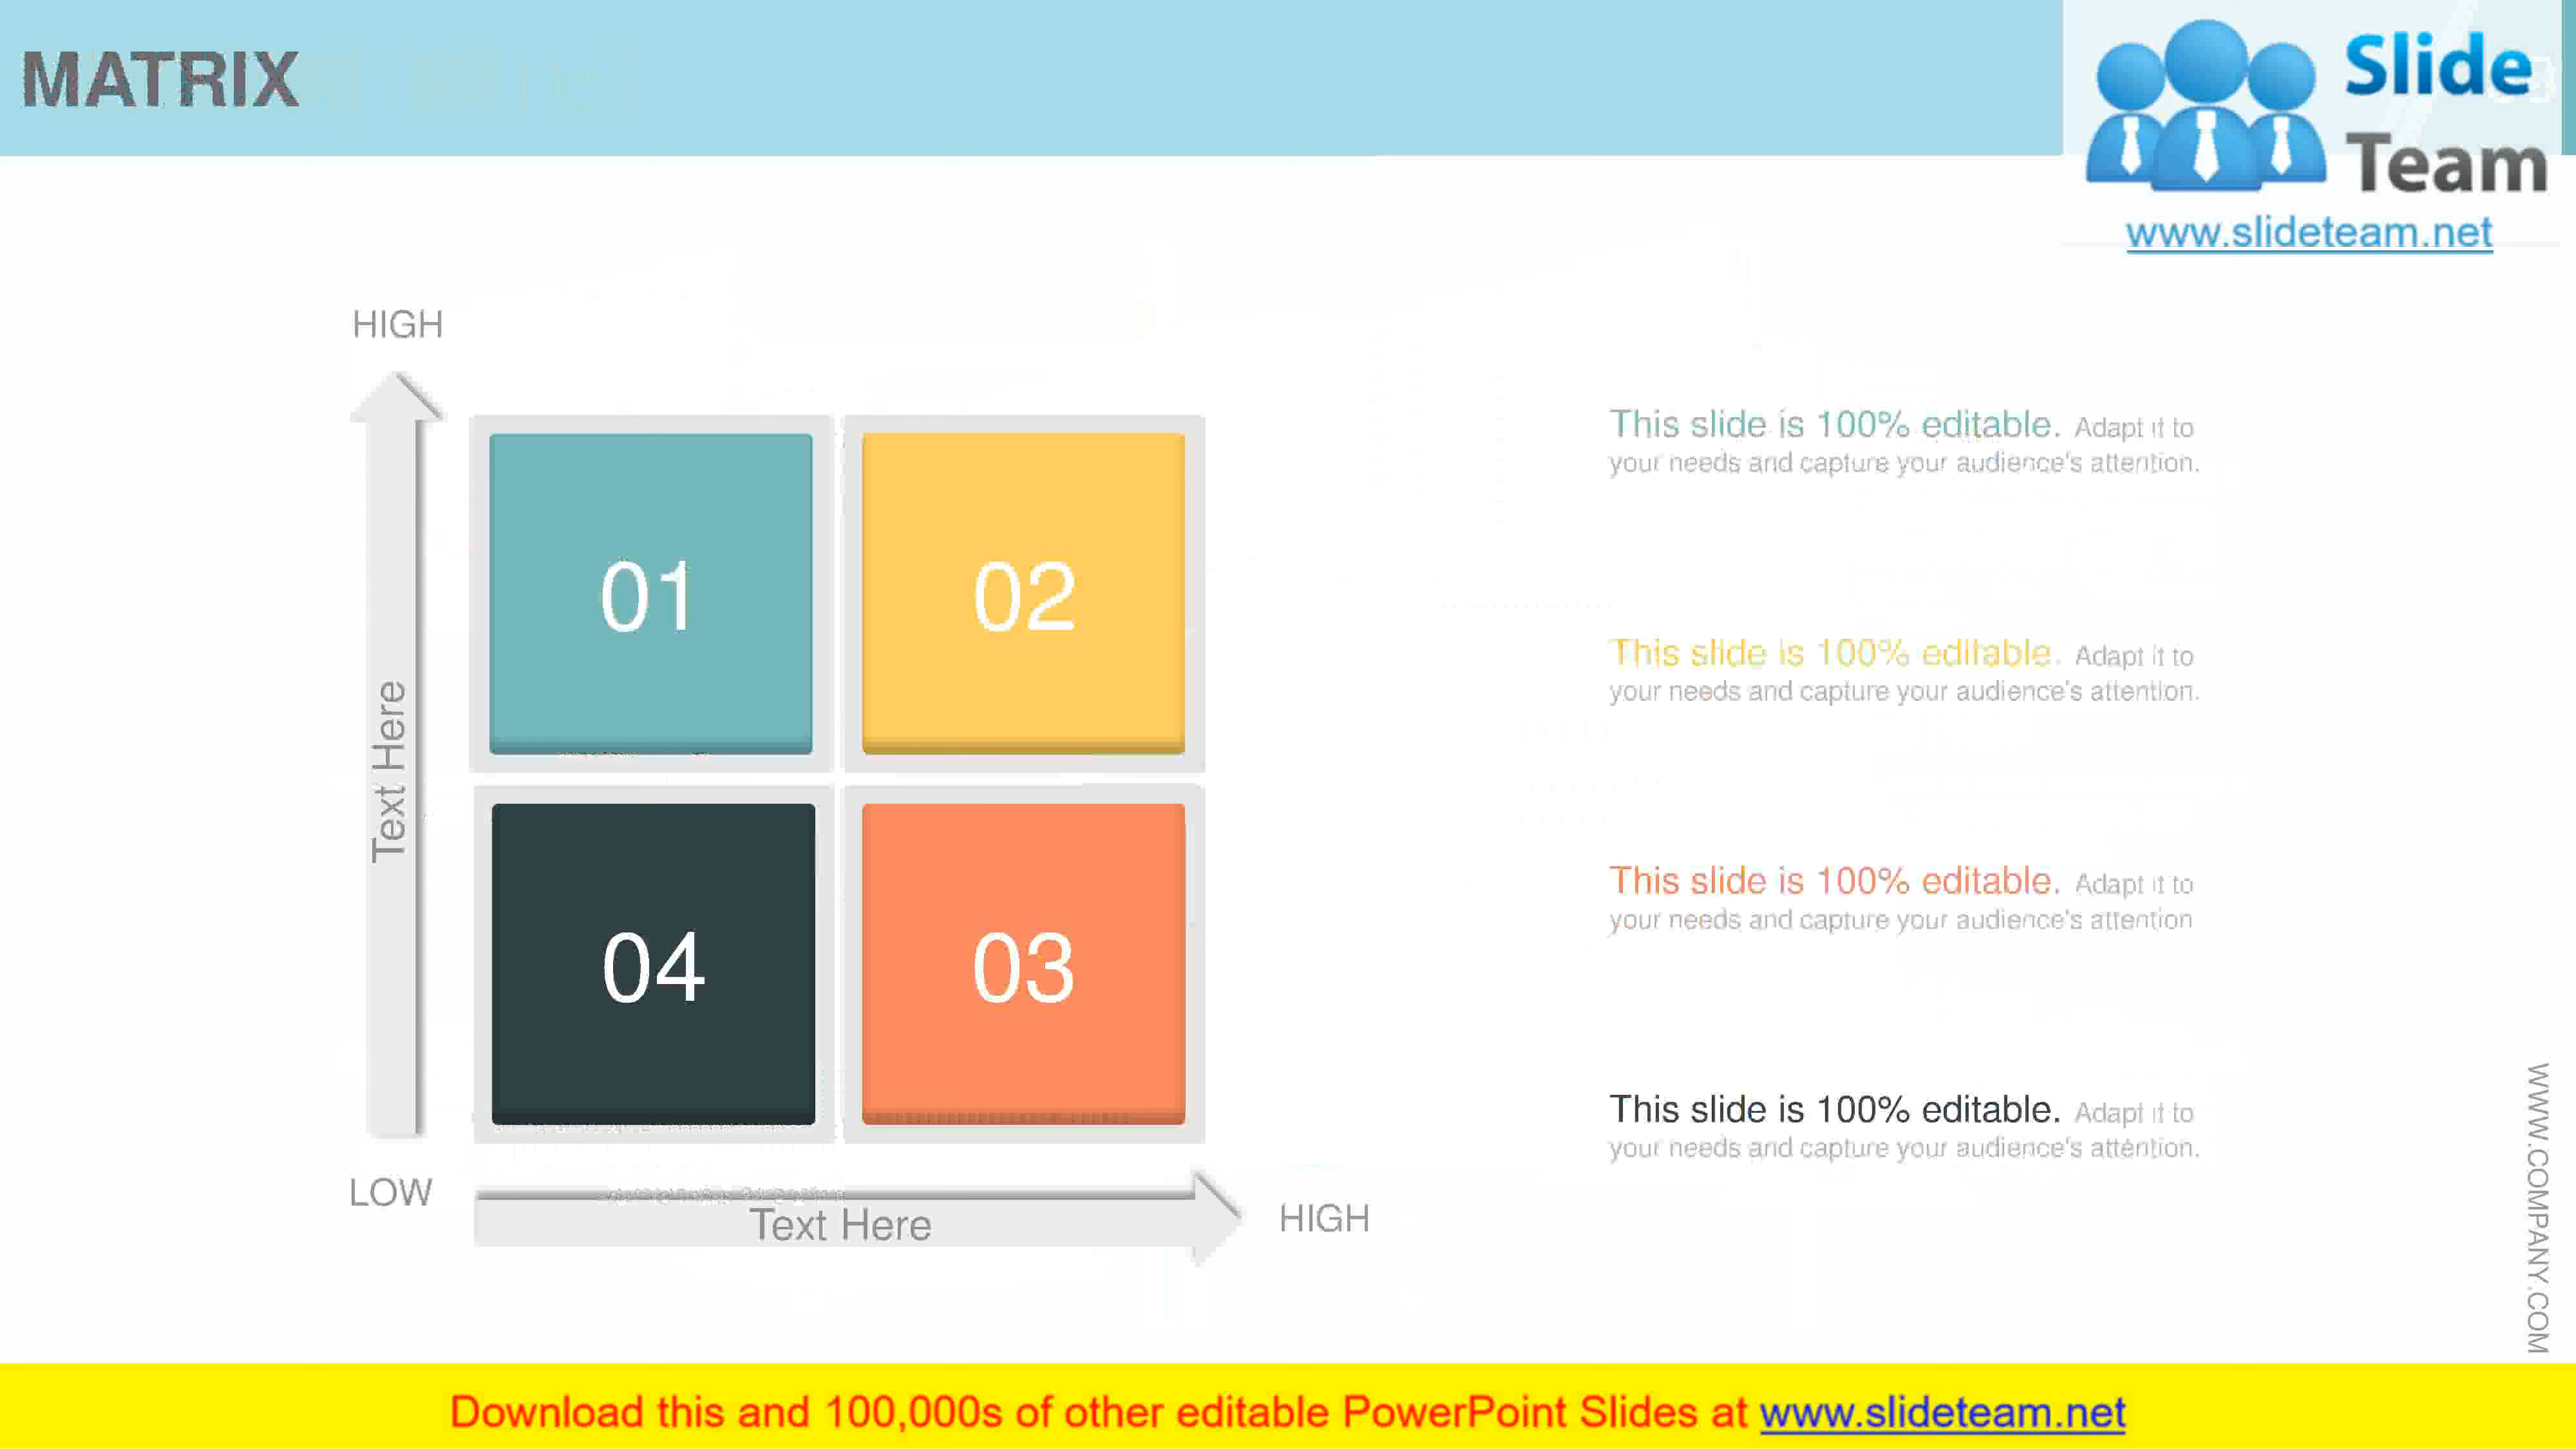 MATRIX
Slide
Team
www.slideteam.net
HIGH
Text Here
01
02
04
03
LOW
Text Here
HIGH
This slide is 100% editable. Adapt it to
your needs and capture your audience's attention.
This slide is 100% editable. Adapt it to
your needs and capture your audience's attention.
This slide is 100% editable. Adapt it to
your needs and capture your audience's attention
This slide is 100% editable. Adapt it to
your needs and capture your audience's attention.
WWW.COMPANY.COM
Download this and 100,000s of other editable PowerPoint Slides at www.slideteam.net